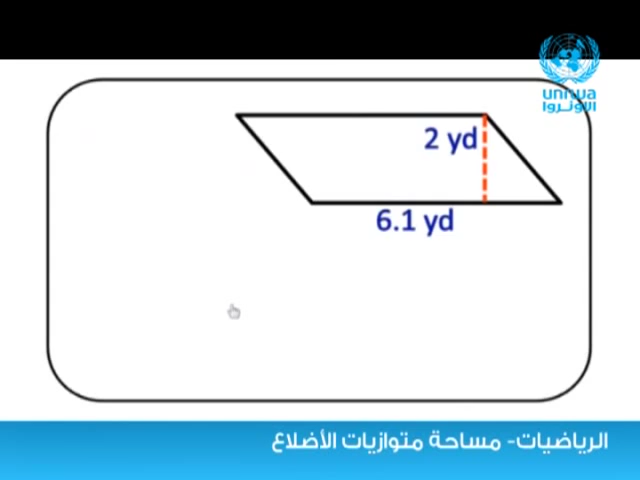 unrwa
الأونروا
2 yd
6.1 yd
الرياضيات- مساحة متوازيات الأضلاع